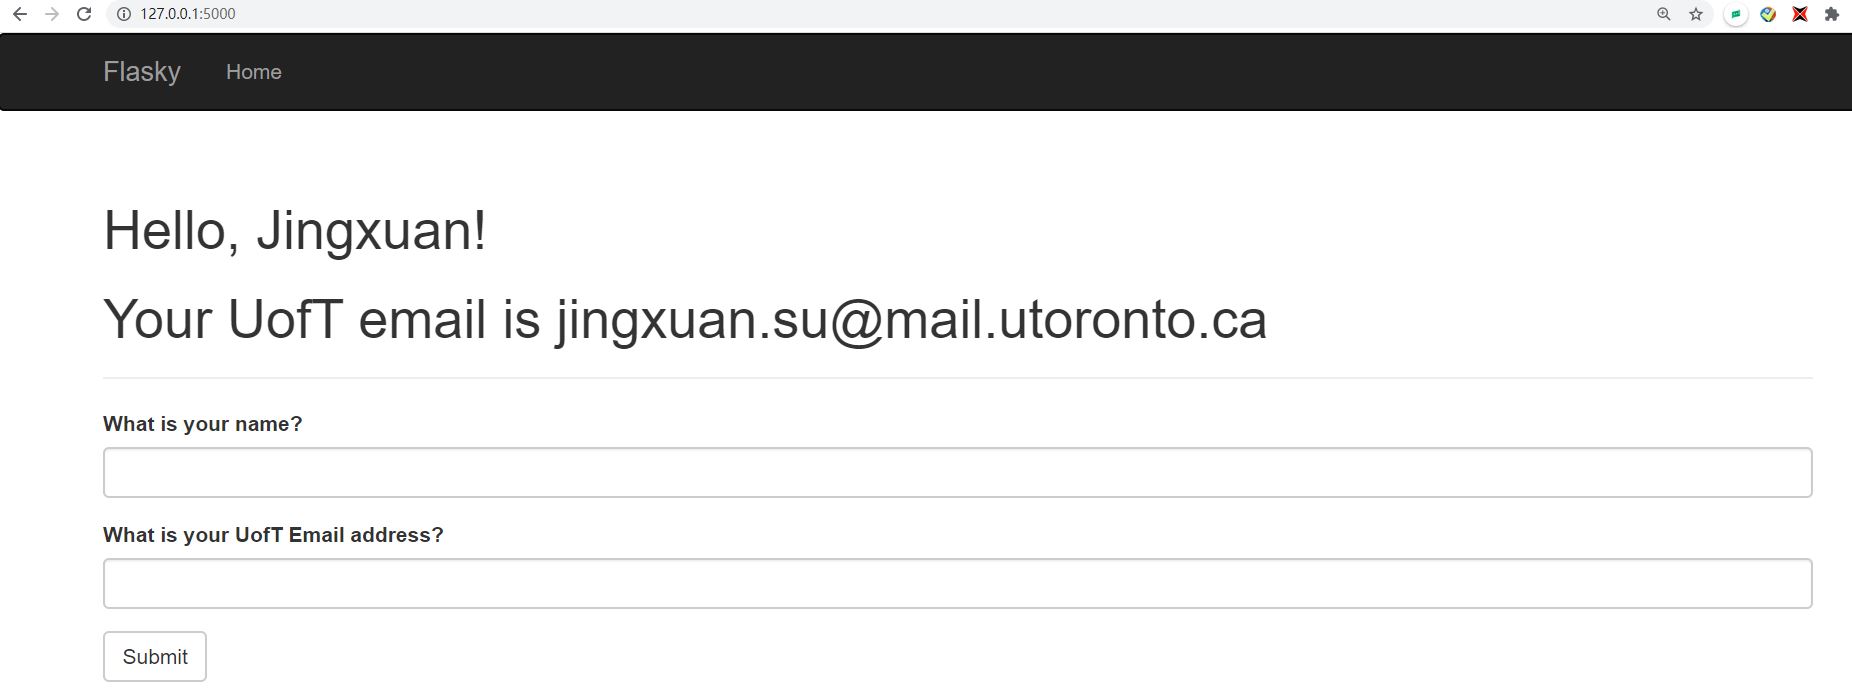 127.0.0.1:5000
Flasky Home
Hello, Jingxuan!
Your UofT email is jingxuan.su@mail.utoronto.ca
What is your name?
What is your UofT Email address?
Submit